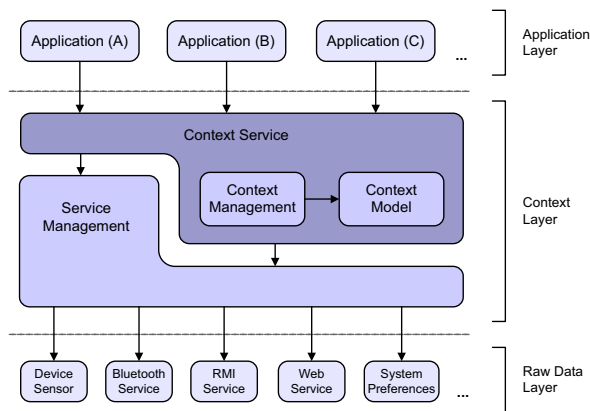 Application (A)
Application (B)
Application (C)
...
Application
Layer
Context Service
Context
Management
Context
Model
Service
Management
Context
Layer
Device
Sensor
Bluetooth
Service
RMI
Service
Web
Service
System
Preferences
...
Raw Data
Layer